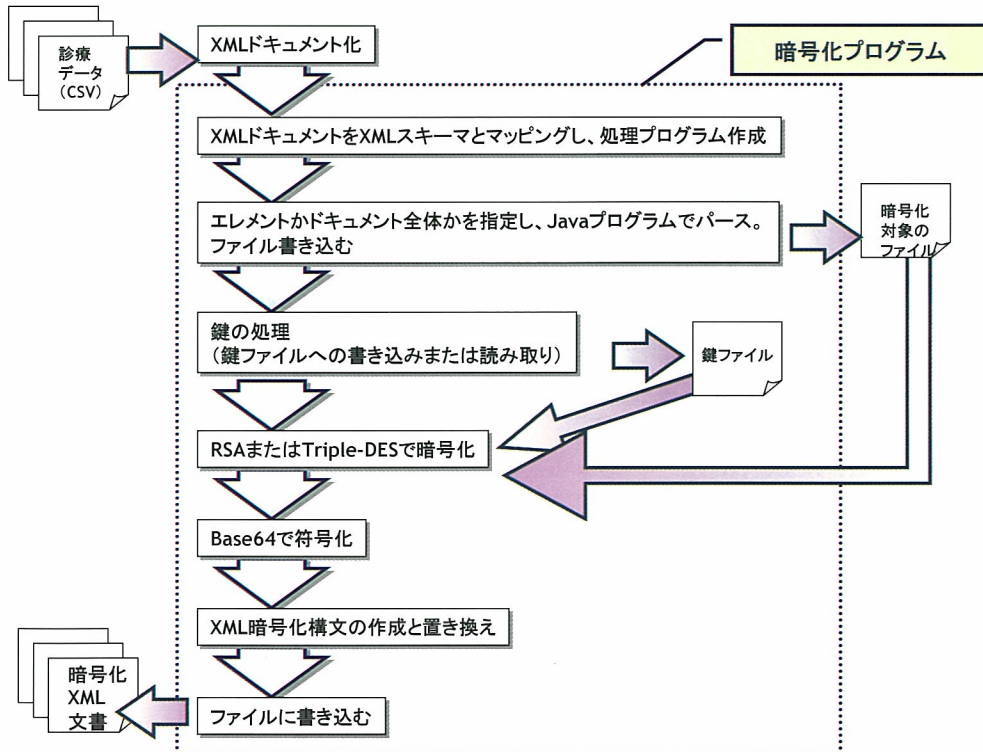 診療
データ
(CSV)
XMLドキュメント化
暗号化プログラム
XMLドキュメントをXMLスキーマとマッピングし、処理プログラム作成
エレメントかドキュメント全体かを指定し、Javaプログラムでパース。
ファイル書き込む
暗号化
対象の
ファイル
鍵の処理
(鍵ファイルへの書き込みまたは読み取り)
鍵ファイル
RSAまたはTriple-DESで暗号化
Base64で符号化
XML暗号化構文の作成と置き換え
暗号化
XML
文書
ファイルに書き込む